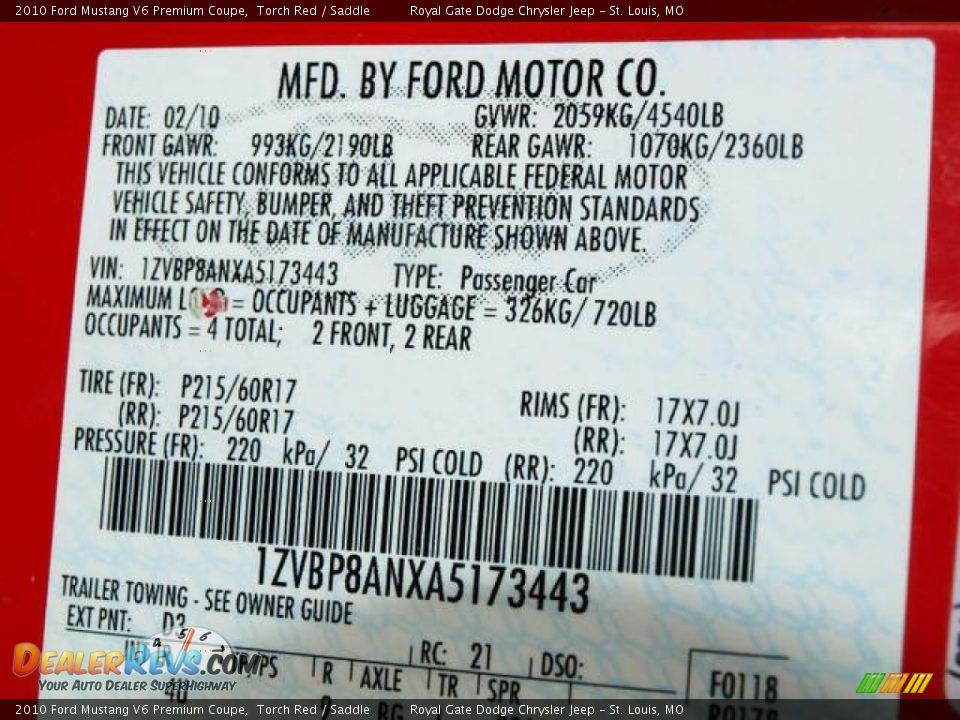 2010 Ford Mustang V6 Premium Coupe, Torch Red / Saddle Royal Gate Dodge Chrysler Jeep - St. Louis, MO
MFD. BY FORD MOTOR CO.
DATE: 02/10 GVWR: 2059KG/4540LB
FRONT GAWR: 993KG/2190LB REAR GAWR: 1070KG/2360LB
THIS VEHICLE CONFORMS TO ALL APPLICABLE FEDERAL MOTOR
VEHICLE SAFETY, BUMPER, AND THEFT PREVENTION STANDARDS
IN EFFECT ON THE DATE OF MANUFACTURE SHOWN ABOVE.
VIN: 1ZVBP8ANXA5173443 TYPE: Passenger Car
MAXIMUM = OCCUPANTS + LUGGAGE = 326KG/ 720LB
OCCUPANTS = 4 TOTAL; 2 FRONT, 2 REAR
TIRE (FR): P215/60R17 RIMS (FR): 17X7.0J
(RR): P215/60R17 (RR): 17X7.0J
PRESSURE (FR): 220 kPa/ 32 PSI COLD (RR): 220 kPa/ 32 PSI COLD
1ZVBP8ANXA5173443
TRAILER TOWING - SEE OWNER GUIDE
EXT PNT: D3 RC: 21 DSO:
R AXLE TR SPR F0118
4 5 6
DEALERREVS.COM
YOUR AUTO DEALER SUPERHIGHWAY
2010 Ford Mustang V6 Premium Coupe, Torch Red / Saddle Royal Gate Dodge Chrysler Jeep - St. Louis, MO